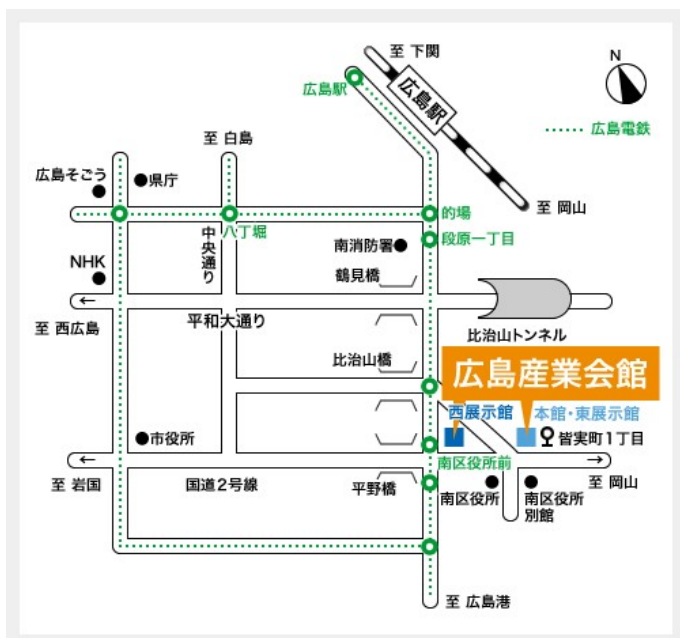 至 下関
広島駅
広島駅
N
広島電鉄
至 白島
至 岡山
広島そごう
県庁
的場
八丁堀
中央通り
南消防署
段原一丁目
NHK
鶴見橋
←
至 西広島
平和大通り
比治山トンネル
比治山橋
広島産業会館
西展示館
本館・東展示館
市役所
皆実町1丁目
南区役所前
←
→
至 岩国
国道2号線
平野橋
南区役所
南区役所
別館
至 岡山
至 広島港